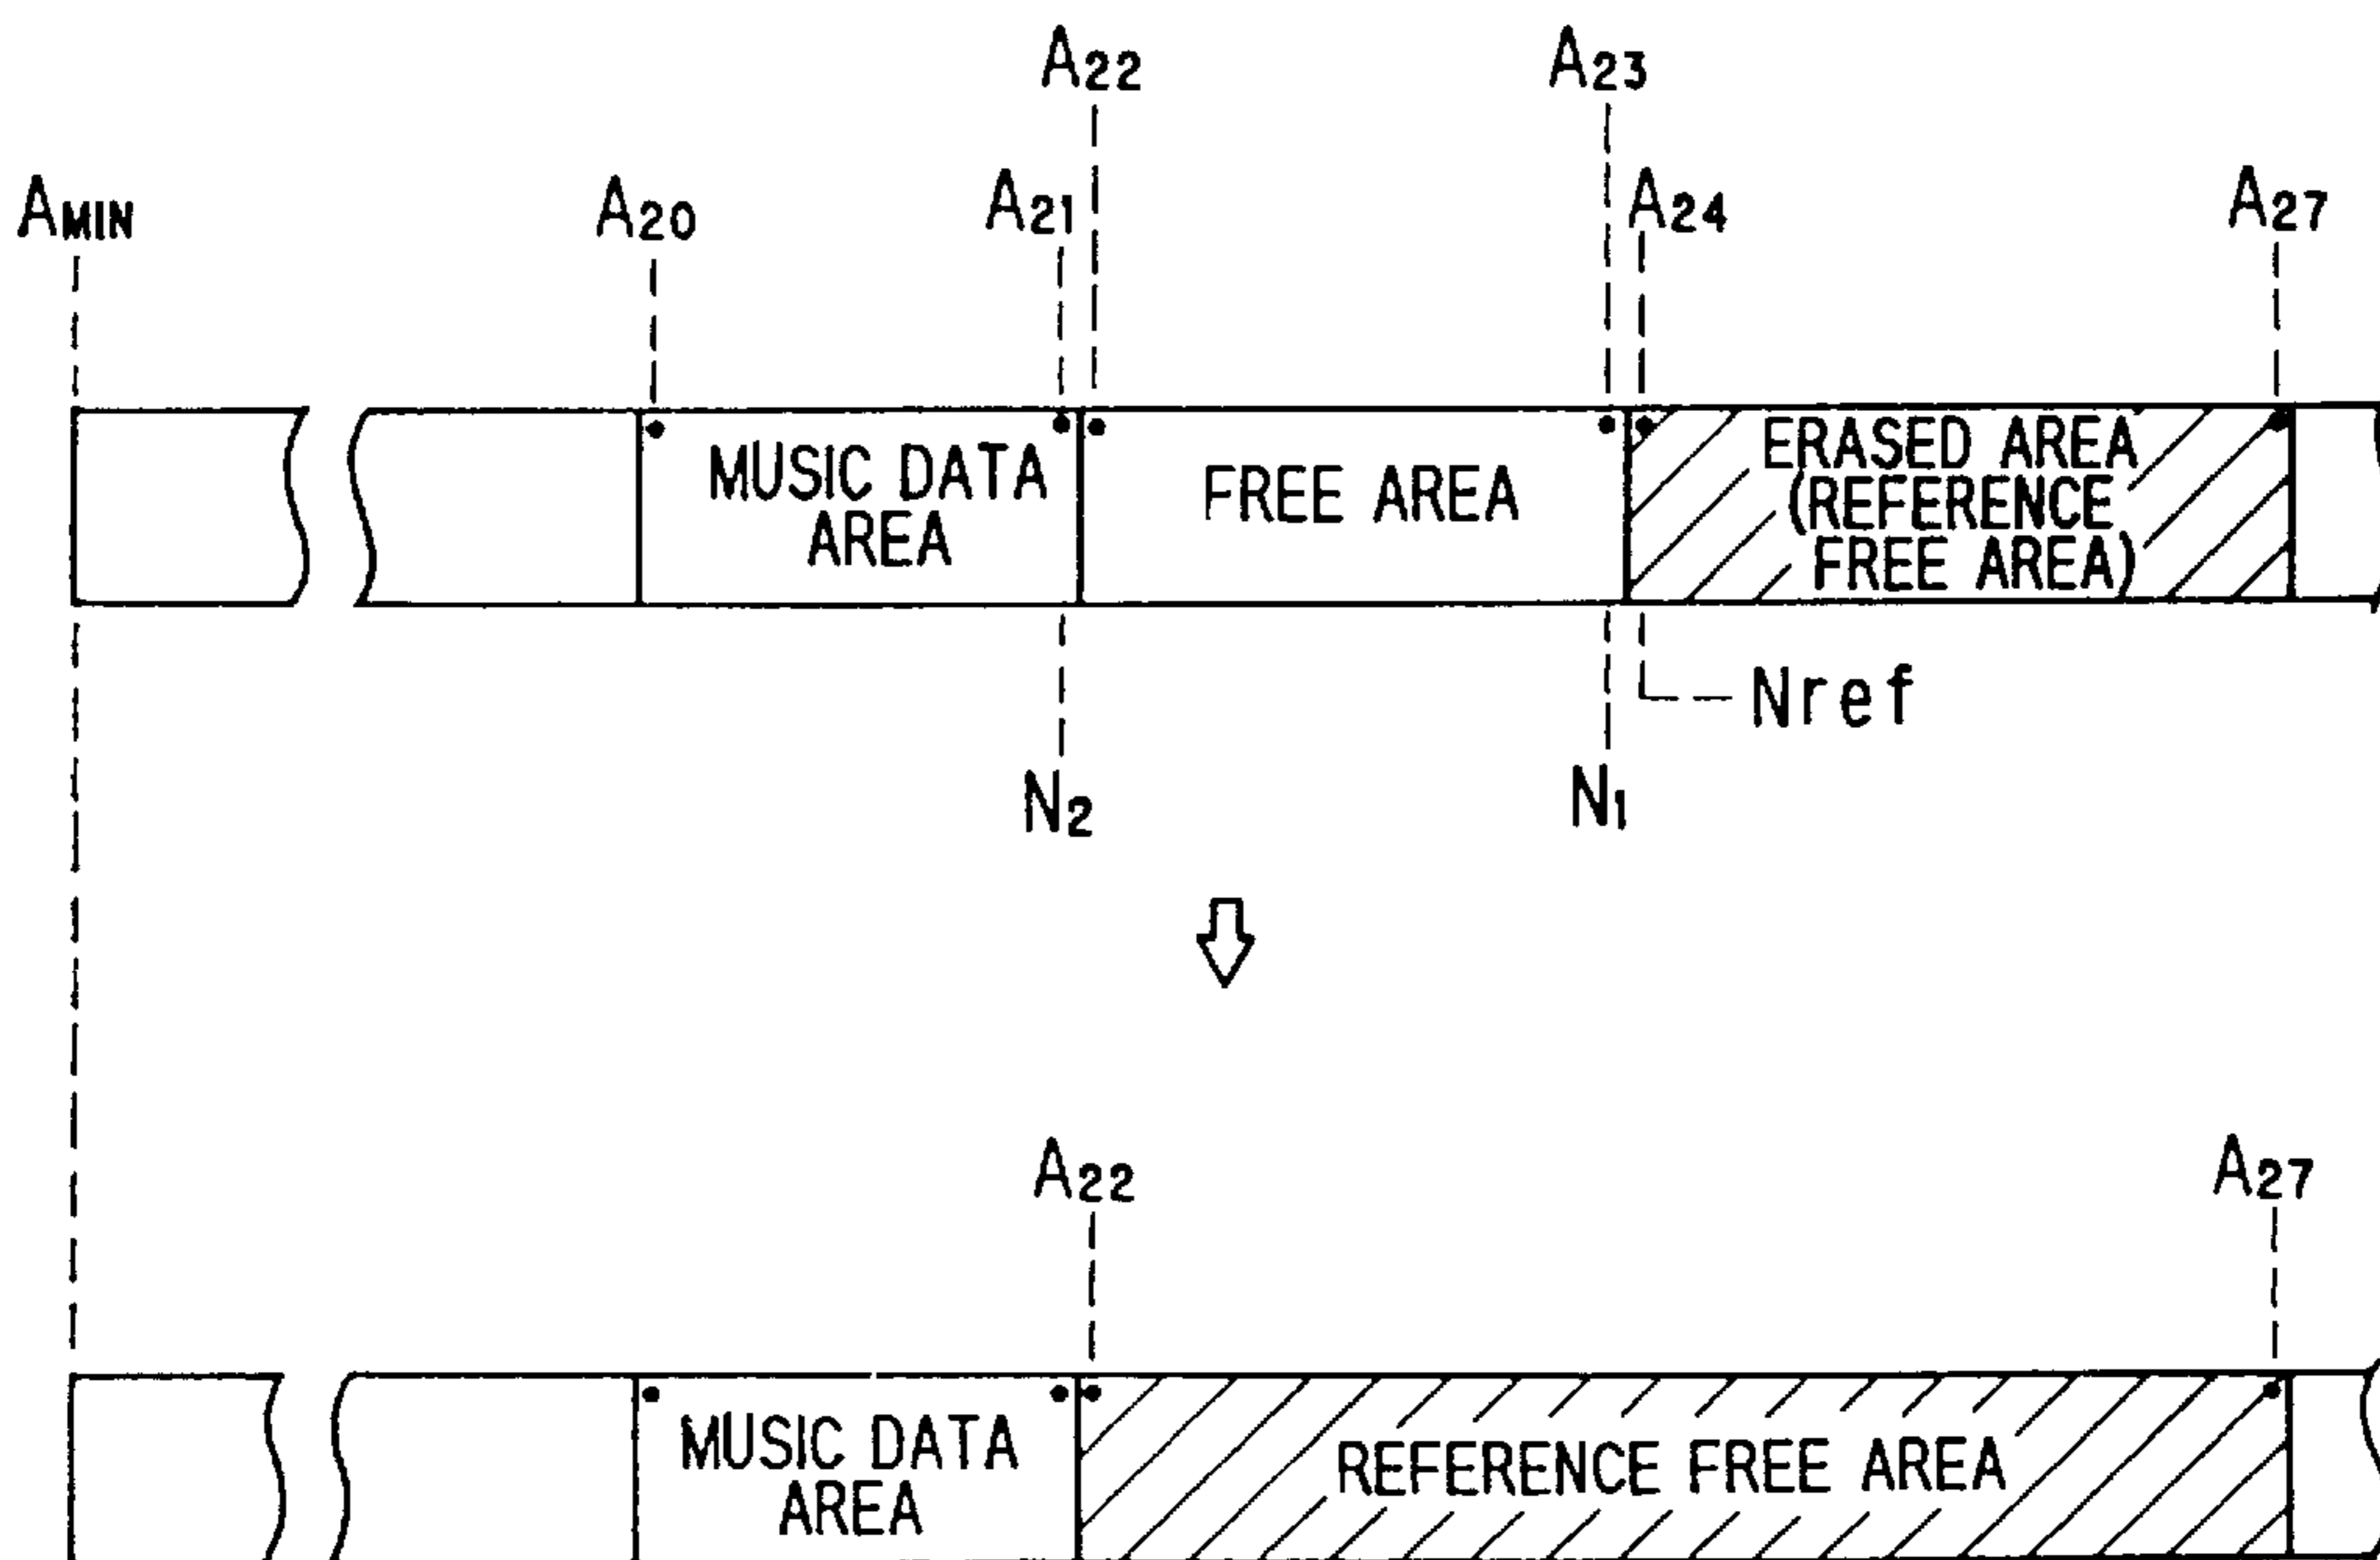 A22 A23
AMIN A20 A21 A24 A27
MUSIC DATA
AREA
FREE AREA
ERASED AREA
(REFERENCE
FREE AREA)
Nref
N2 N1
A22 A27
MUSIC DATA
AREA
REFERENCE FREE AREA